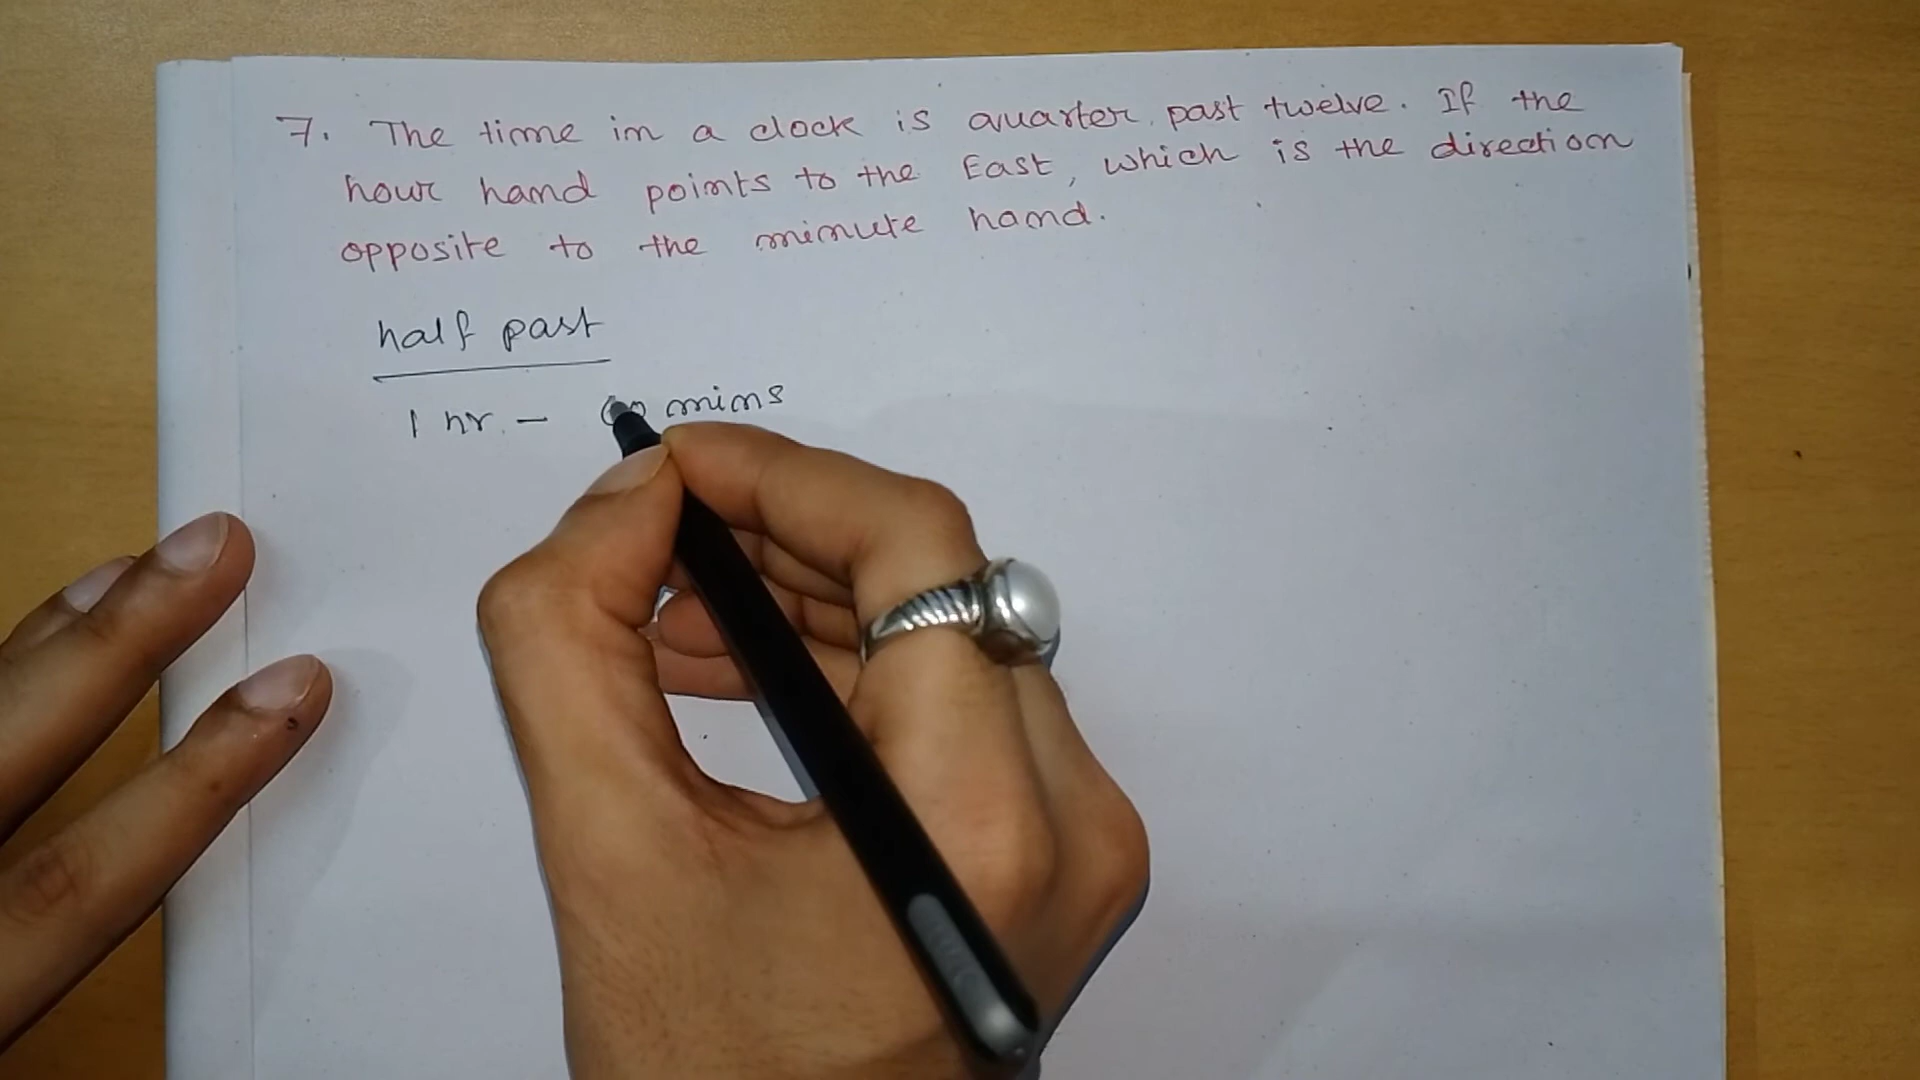 7. The time in a clock is quarter past twelve. If the
hour hand points to the East, which is the direction
opposite to the minute hand.
half past
1 hr. - 60 mins